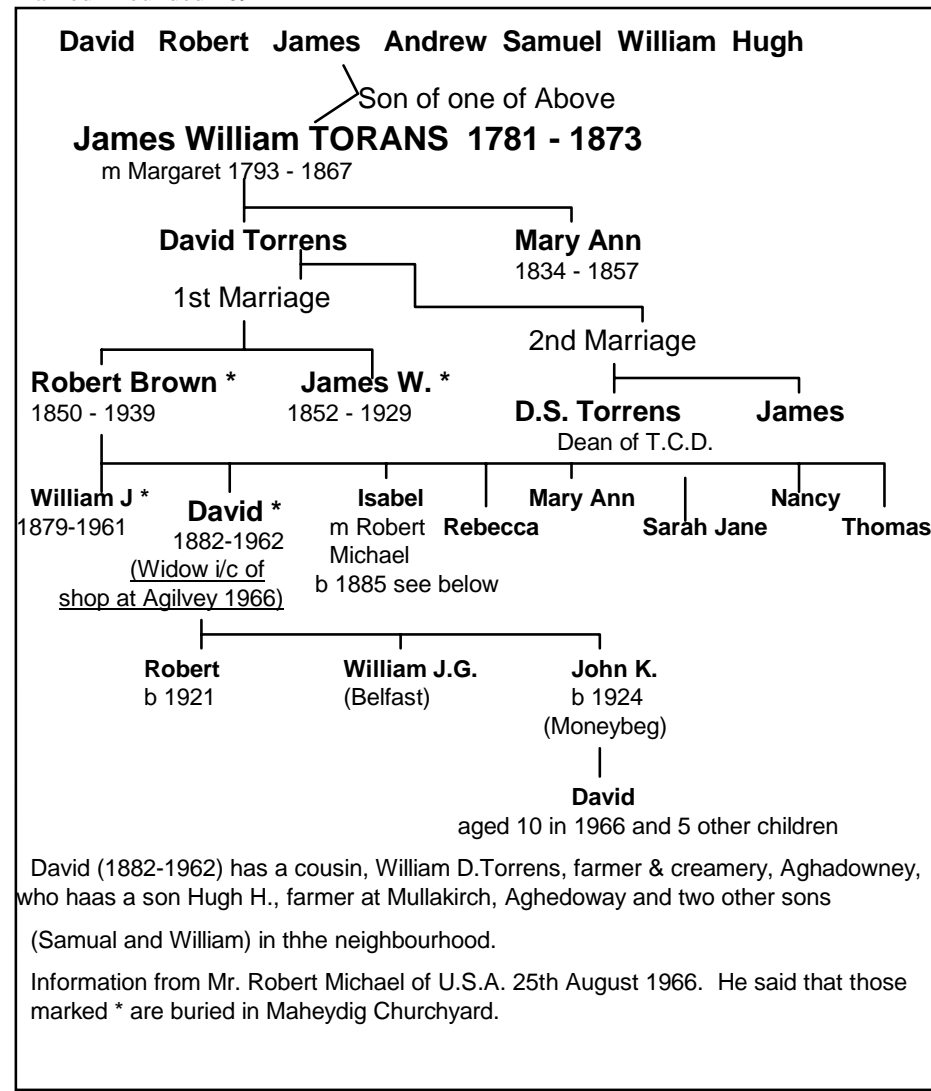 David Robert James Andrew Samuel William Hugh
Son of one of Above
James William TORANS 1781 - 1873
m Margaret 1793 - 1867
David Torrens Mary Ann
1834 - 1857
1st Marriage
2nd Marriage
Robert Brown * James W. *
1850 - 1939 1852 - 1929
D.S. Torrens James
Dean of T.C.D.
William J * David * Isabel Rebecca Mary Ann Sarah Jane Nancy Thomas
1879-1961
1882-1962
m Robert
Michael
(Widow i/c of
b 1885 see below
shop at Agilvey 1966)
Robert William J.G. John K.
b 1921 (Belfast) b 1924
(Moneybeg)
David
aged 10 in 1966 and 5 other children
David (1882-1962) has a cousin, William D.Torrens, farmer & creamery, Aghadowney,
who haas a son Hugh H., farmer at Mullakirch, Aghedoway and two other sons
(Samual and William) in thhe neighbourhood.
Information from Mr. Robert Michael of U.S.A. 25th August 1966. He said that those
marked * are buried in Maheydig Churchyard.